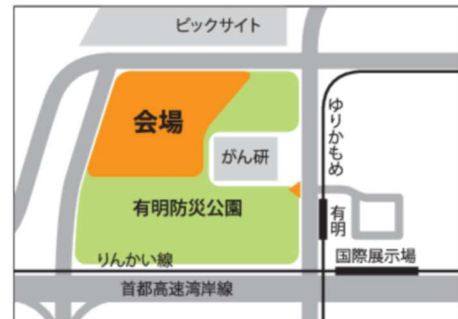 ビックサイト
会場
がん研
ゆりかもめ
有明防災公園
有明
りんかい線
国際展示場
首都高速湾岸線